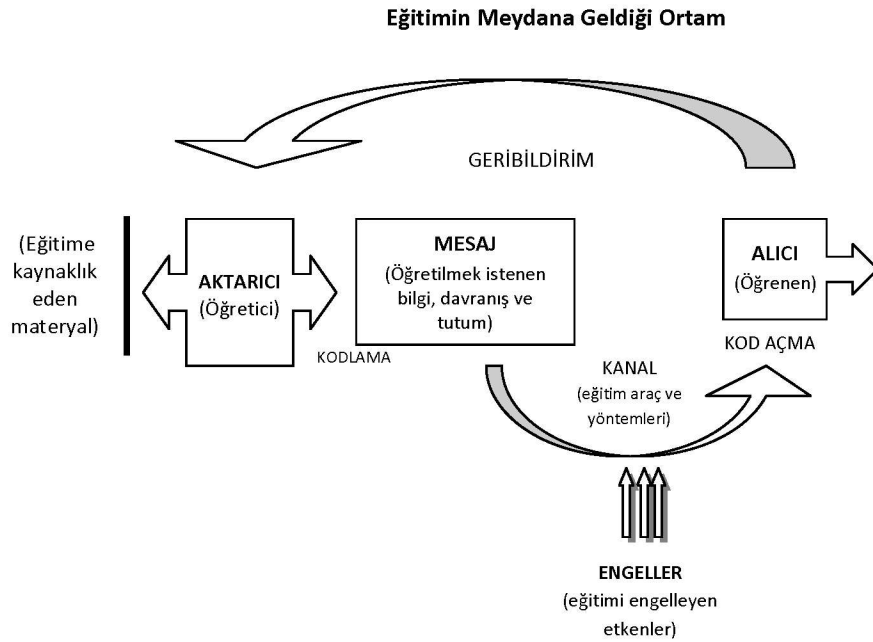 Eğitimin Meydana Geldiği Ortam
GERİBİLDİRİM
(Eğitime
kaynaklık
eden
materyal)
AKTARICI
(Öğretici)
KODLAMA
MESAJ
(Öğretilmek istenen
bilgi, davranış ve
tutum)
ALICI
(Öğrenen)
KOD AÇMA
KANAL
(eğitim araç ve
yöntemleri)
ENGELLER
(eğitimi engelleyen
etkenler)